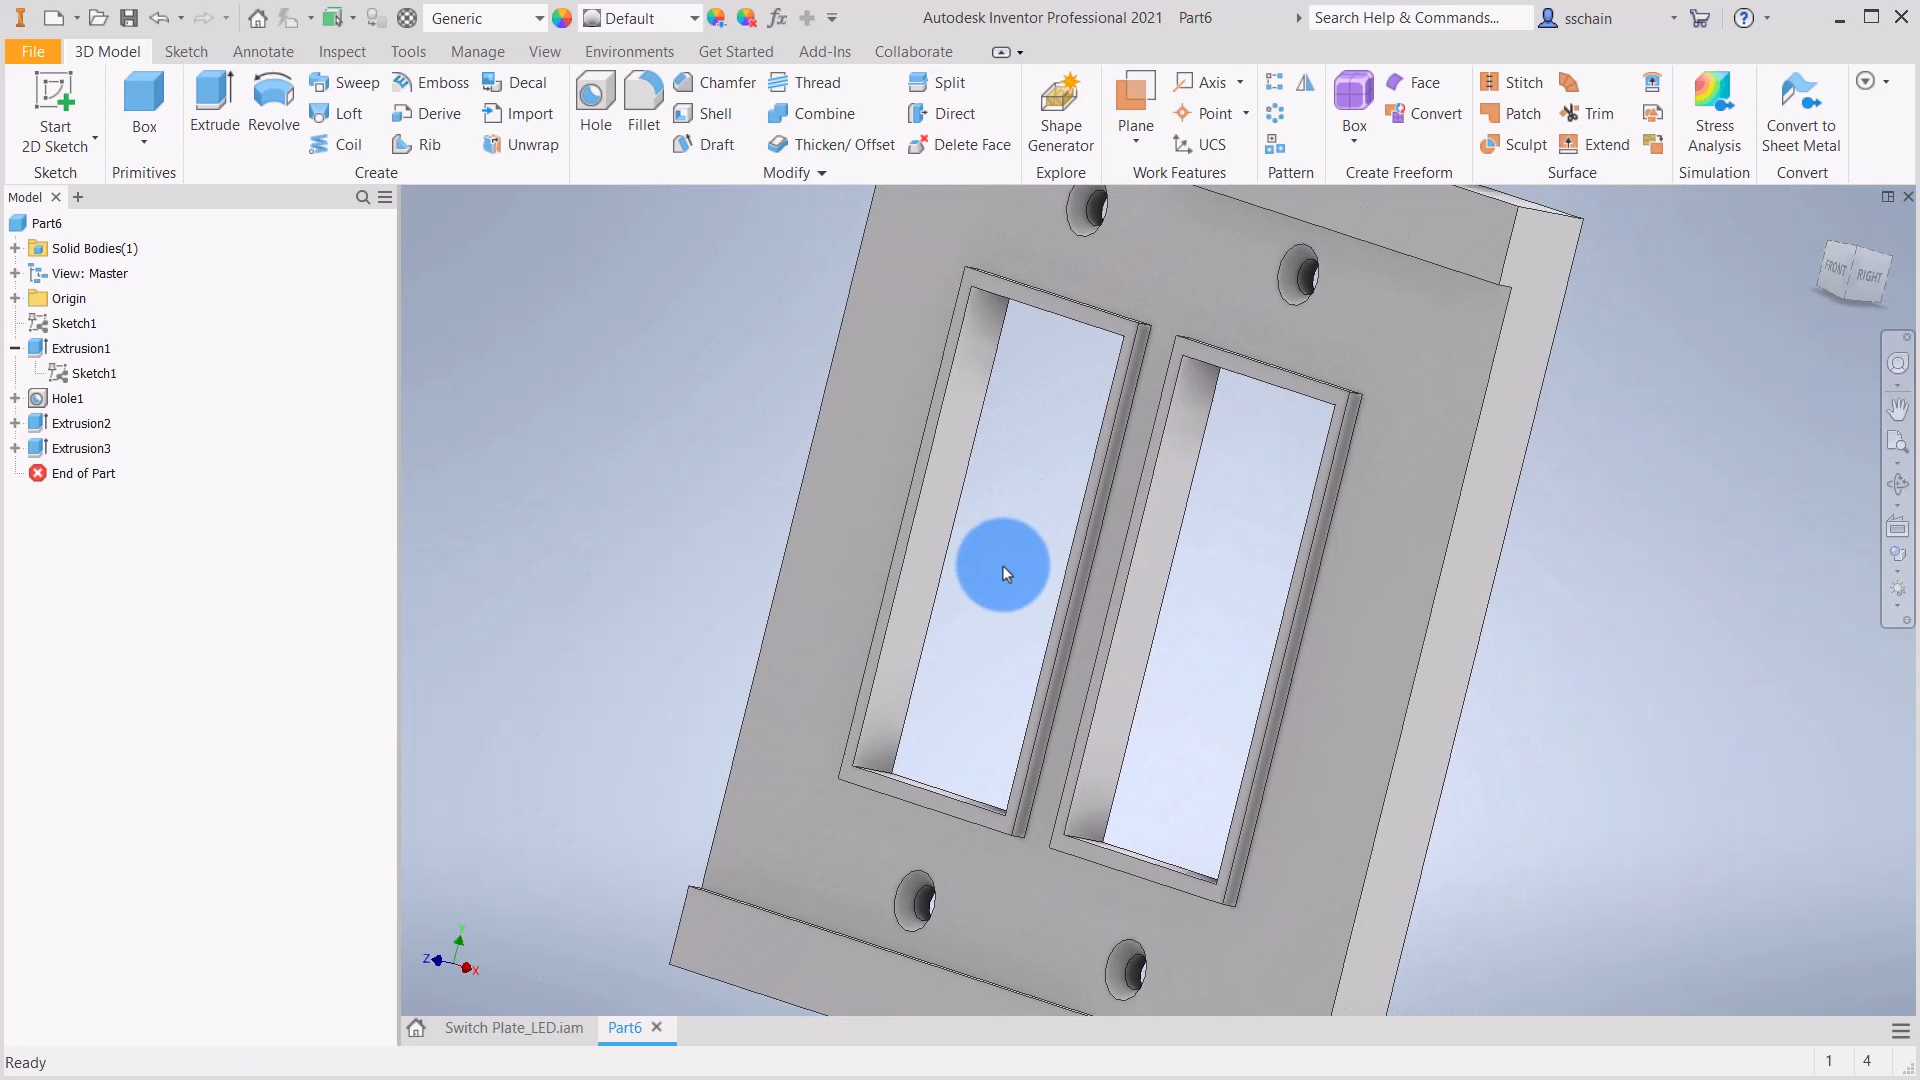 Generic
Default
Autodesk Inventor Professional 2021 Part6
Search Help & Commands...
sschain
File
3D Model
Sketch
Annotate
Inspect
Tools
Manage
View
Environments
Get Started
Add-Ins
Collaborate
Start
2D Sketch
Sketch
Box
Primitives
Extrude
Revolve
Sweep
Loft
Coil
Emboss
Derive
Rib
Decal
Import
Unwrap
Create
Hole
Fillet
Chamfer
Shell
Draft
Thread
Combine
Thicken/ Offset
Split
Direct
Delete Face
Modify
Shape
Generator
Explore
Plane
Axis
Point
UCS
Work Features
Pattern
Box
Face
Convert
Create Freeform
Stitch
Patch
Sculpt
Trim
Extend
Surface
Stress
Analysis
Simulation
Convert to
Sheet Metal
Convert
Model
Part6
Solid Bodies(1)
View: Master
Origin
Sketch1
Extrusion1
Sketch1
Hole1
Extrusion2
Extrusion3
End of Part
FRONT
RIGHT
Y
Z
X
Switch Plate_LED.iam
Part6
Ready
1
4